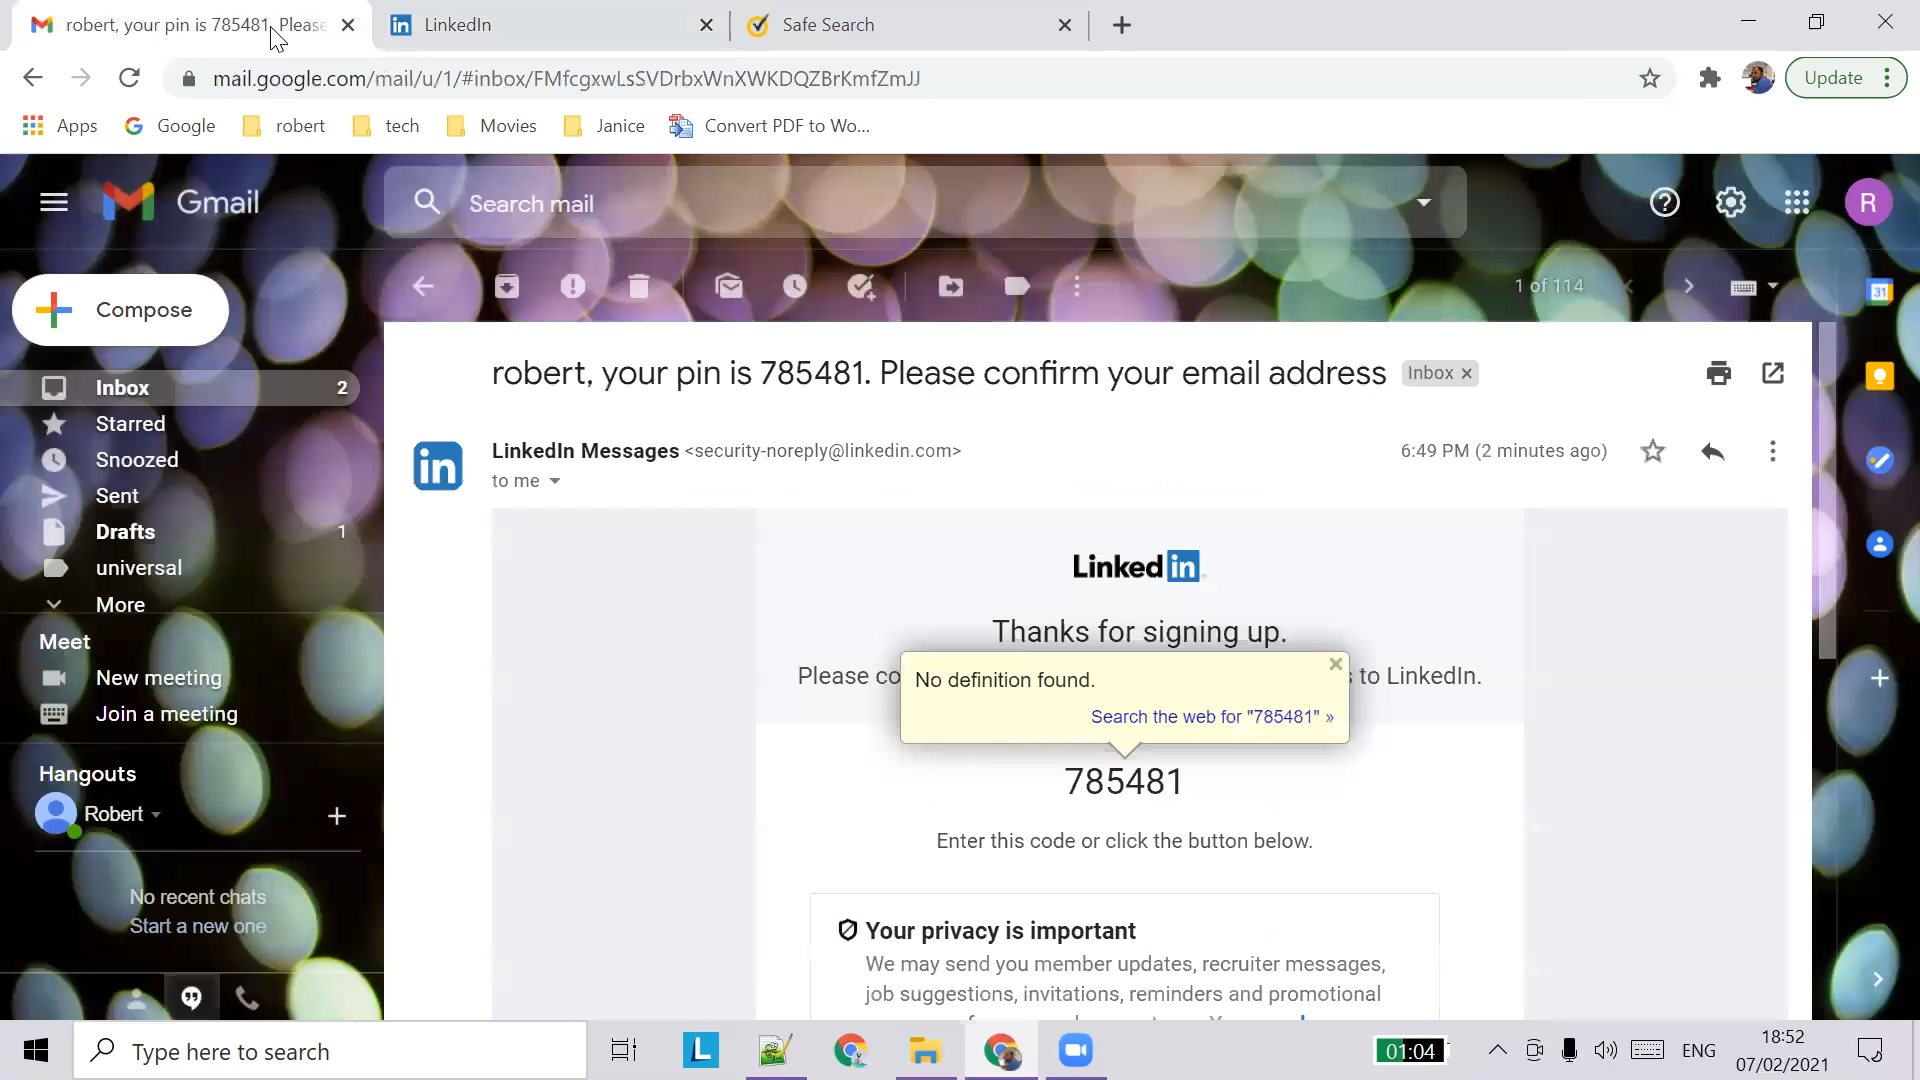 robert, your pin is 785481. Please
LinkedIn
Safe Search
mail.google.com/mail/u/1/#inbox/FMfcgxwLsSVDrbxWnXWKDQZBrKmfZmJJ
Update
Apps
Google
robert
tech
Movies
Janice
Convert PDF to Wo...
Gmail
Search mail
R
Compose
1 of 114
31
Inbox 2
Starred
Snoozed
Sent
Drafts 1
universal
More
Meet
New meeting
Join a meeting
Hangouts
Robert
No recent chats
Start a new one
robert, your pin is 785481. Please confirm your email address
Inbox
LinkedIn Messages <security-noreply@linkedin.com>
6:49 PM (2 minutes ago)
to me
in
Linked in
Thanks for signing up.
Please co
s to LinkedIn.
No definition found.
Search the web for "785481" »
785481
Enter this code or click the button below.
Your privacy is important
We may send you member updates, recruiter messages,
job suggestions, invitations, reminders and promotional
Type here to search
L
01:04
ENG
18:52
07/02/2021